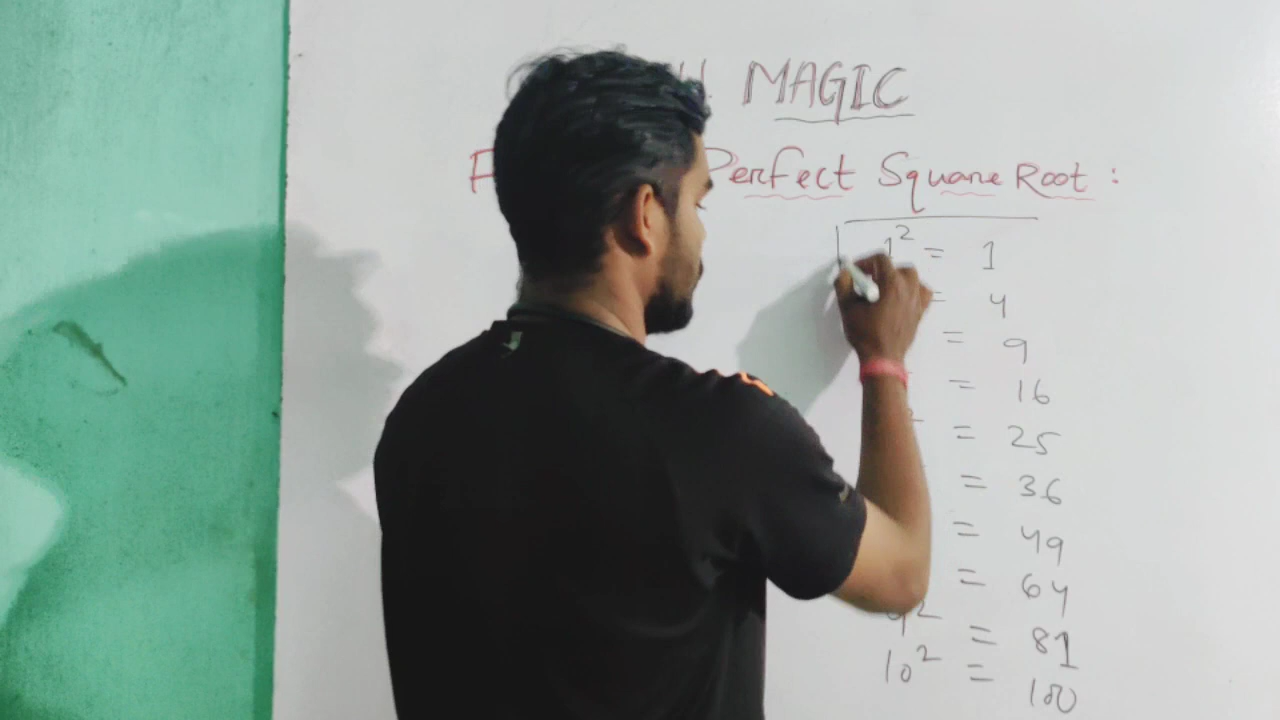 MAGIC
Perfect Square Root :
1² = 1
= 4
= 9
= 16
= 25
= 36
= 49
= 64
9² = 81
10² = 100